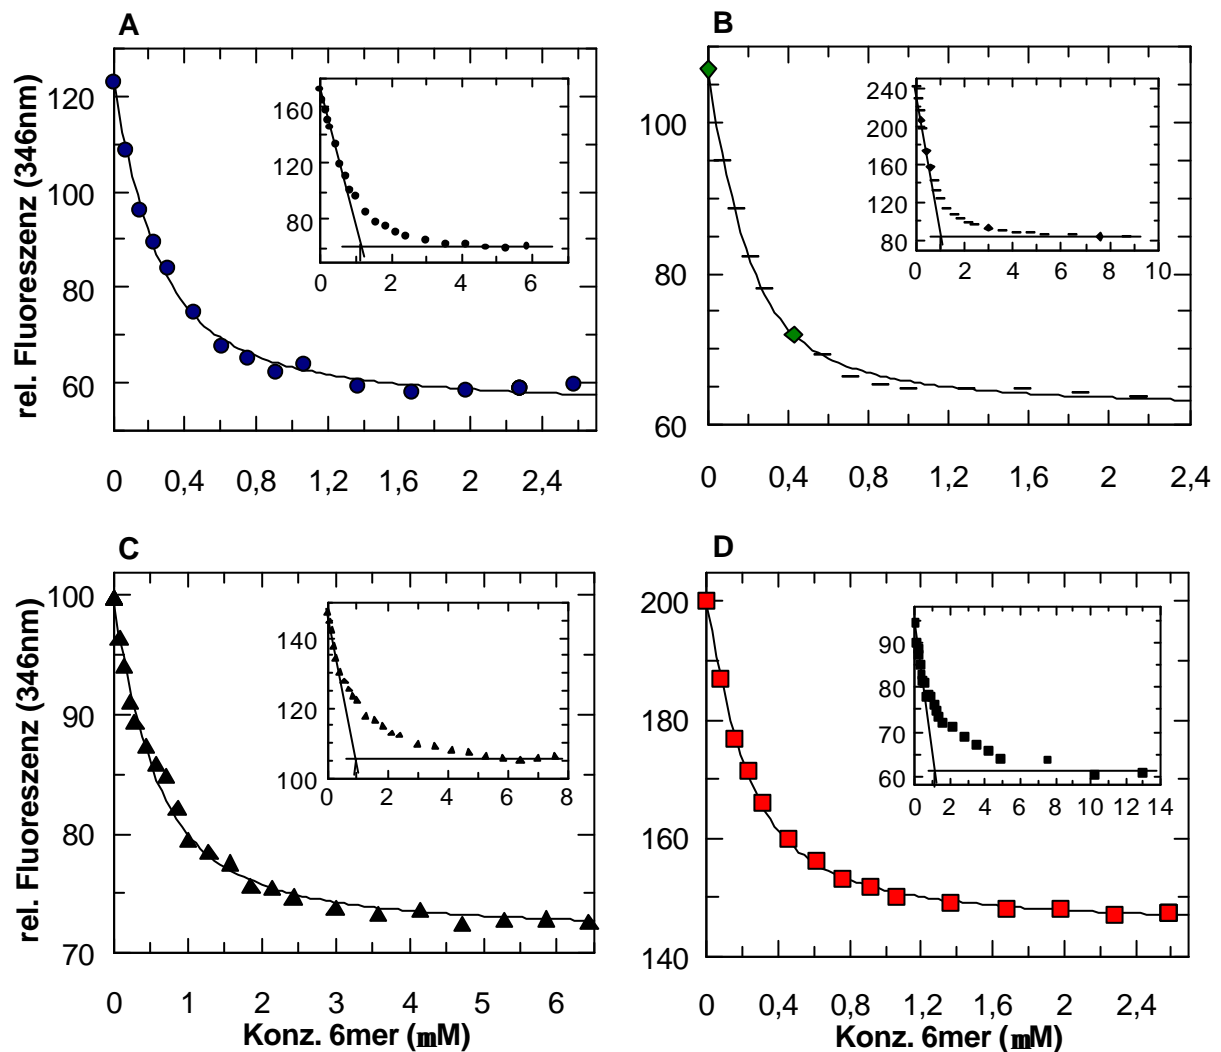 A
B
rel. Fluoreszenz (346nm)
120
100
80
60
160
120
80
0 2 4 6
0 0,4 0,8 1,2 1,6 2 2,4
100
80
60
240
200
160
120
80
0 2 4 6 8 10
0 0,4 0,8 1,2 1,6 2 2,4
C
D
rel. Fluoreszenz (346nm)
100
90
80
70
140
120
100
0 2 4 6 8
0 1 2 3 4 5 6
Konz. 6mer (mM)
200
180
160
140
90
80
70
60
0 2 4 6 8 10 12 14
0 0,4 0,8 1,2 1,6 2 2,4
Konz. 6mer (mM)